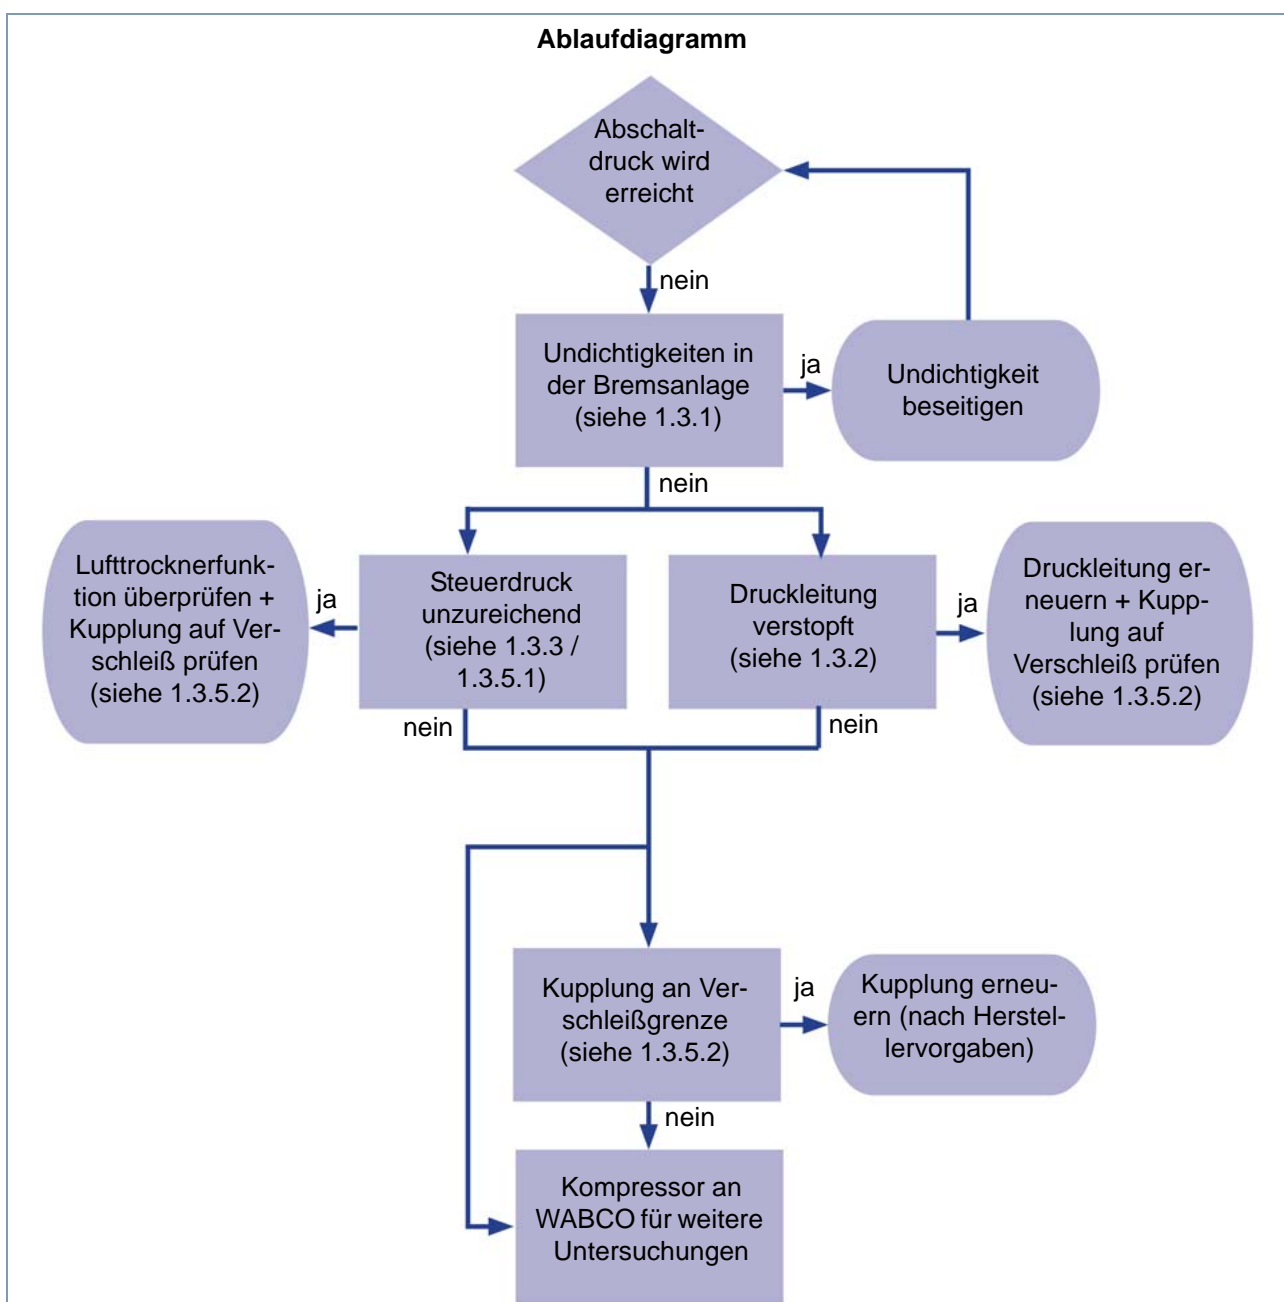 Ablaufdiagramm
Abschalt-
druck wird
erreicht
nein
Undichtigkeiten in
der Bremsanlage
(siehe 1.3.1)
ja
Undichtigkeit
beseitigen
nein
Lufttrocknerfunk-
tion überprüfen +
Kupplung auf Ver-
schleiß prüfen
(siehe 1.3.5.2)
ja
Steuerdruck
unzureichend
(siehe 1.3.3 /
1.3.5.1)
Druckleitung
verstopft
(siehe 1.3.2)
ja
Druckleitung er-
neuern + Kupp-
lung auf
Verschleiß prüfen
(siehe 1.3.5.2)
nein
nein
Kupplung an Ver-
schleißgrenze
(siehe 1.3.5.2)
ja
Kupplung erneu-
ern (nach Herstel-
lervorgaben)
nein
Kompressor an
WABCO für weitere
Untersuchungen